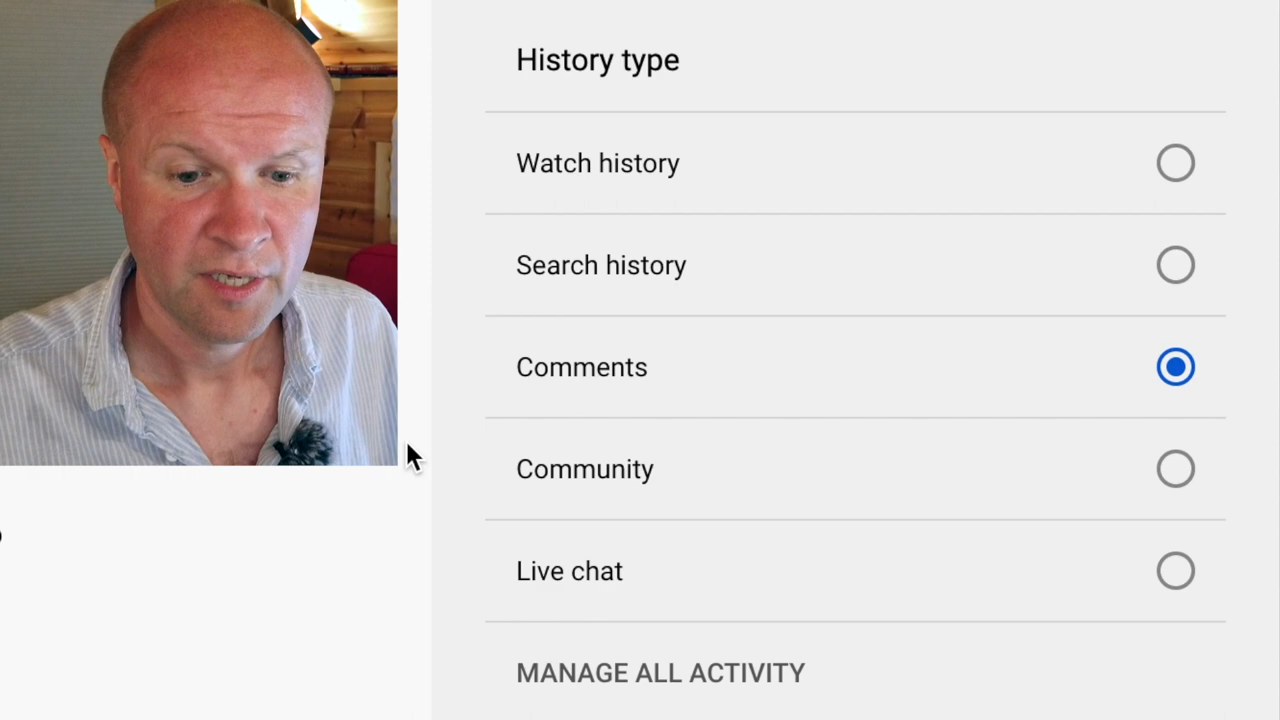 History type
Watch history
Search history
Comments
Community
Live chat
MANAGE ALL ACTIVITY